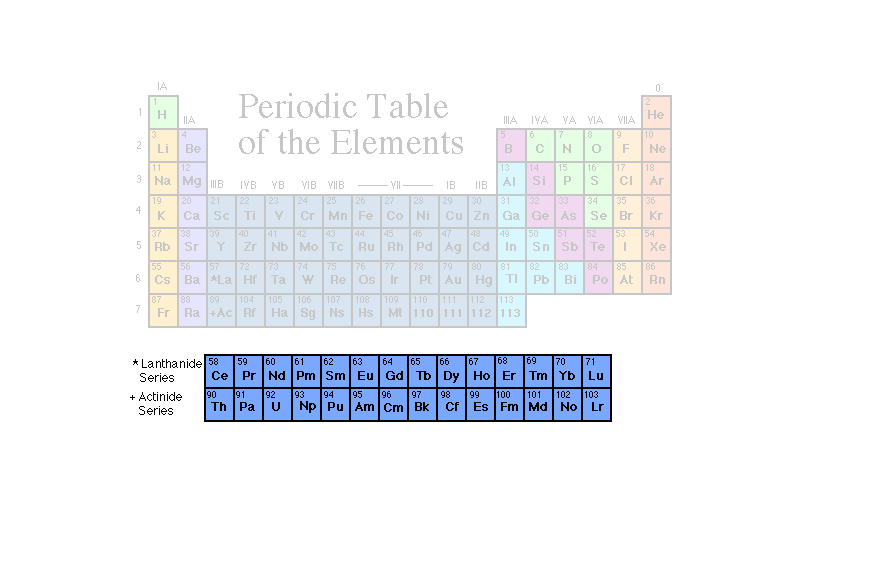 IA
0
1 2
1 H He
Periodic Table
of the Elements
IIA IIIA IVA VA VIA VIIA
3 4 5 6 7 8 9 10
2 Li Be B C N O F Ne
11 12 13 14 15 16 17 18
3 Na Mg IIIB IVB VB VIB VIIB VII IB IIB Al Si P S Cl Ar
19 20 21 22 23 24 25 26 27 28 29 30 31 32 33 34 35 36
4 K Ca Sc Ti V Cr Mn Fe Co Ni Cu Zn Ga Ge As Se Br Kr
37 38 39 40 41 42 43 44 45 46 47 48 49 50 51 52 53 54
5 Rb Sr Y Zr Nb Mo Tc Ru Rh Pd Ag Cd In Sn Sb Te I Xe
55 56 57 72 73 74 75 76 77 78 79 80 81 82 83 84 85 86
6 Cs Ba *La Hf Ta W Re Os Ir Pt Au Hg Tl Pb Bi Po At Rn
87 88 89 104 105 106 107 108 109 110 111 112 113
7 Fr Ra +Ac Rf Ha Sg Ns Hs Mt 110 111 112 113
58 59 60 61 62 63 64 65 66 67 68 69 70 71
* Lanthanide
Series
Ce Pr Nd Pm Sm Eu Gd Tb Dy Ho Er Tm Yb Lu
90 91 92 93 94 95 96 97 98 99 100 101 102 103
+ Actinide
Series
Th Pa U Np Pu Am Cm Bk Cf Es Fm Md No Lr